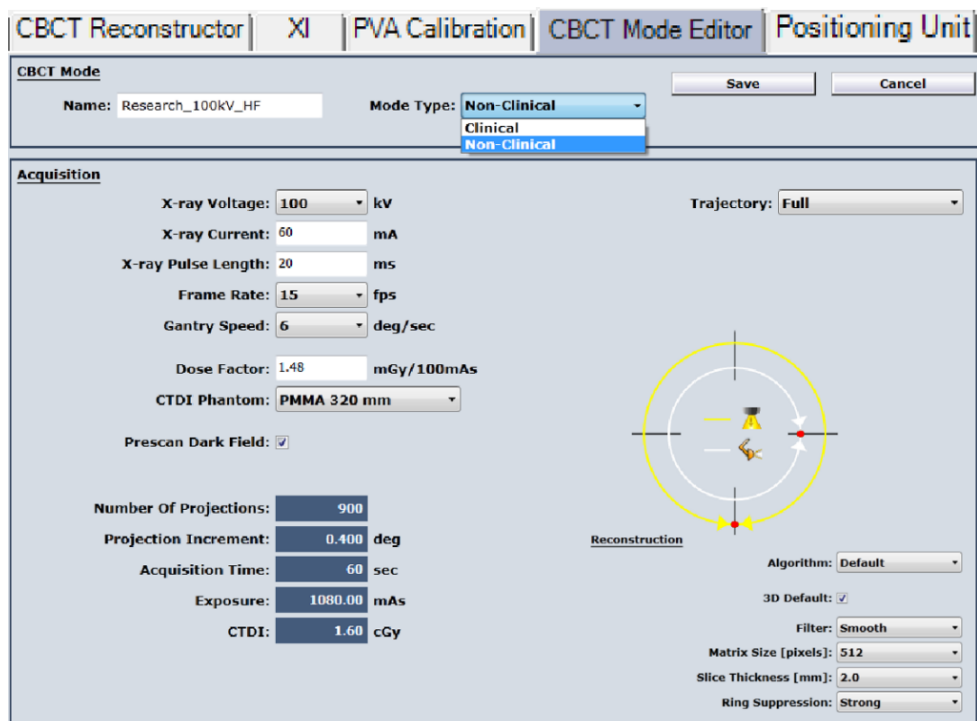 CBCT Reconstructor XI PVA Calibration CBCT Mode Editor Positioning Unit
CBCT Mode
Save Cancel
Name: Research_100kV_HF Mode Type: Non-Clinical
Clinical
Non-Clinical
Acquisition
X-ray Voltage: 100 kV Trajectory: Full
X-ray Current: 60 mA
X-ray Pulse Length: 20 ms
Frame Rate: 15 fps
Gantry Speed: 6 deg/sec
Dose Factor: 1.48 mGy/100mAs
CTDI Phantom: PMMA 320 mm
Prescan Dark Field:
Number Of Projections: 900
Projection Increment: 0.400 deg
Reconstruction
Acquisition Time: 60 sec
Algorithm: Default
Exposure: 1080.00 mAs
3D Default:
CTDI: 1.60 cGy
Filter: Smooth
Matrix Size [pixels]: 512
Slice Thickness [mm]: 2.0
Ring Suppression: Strong